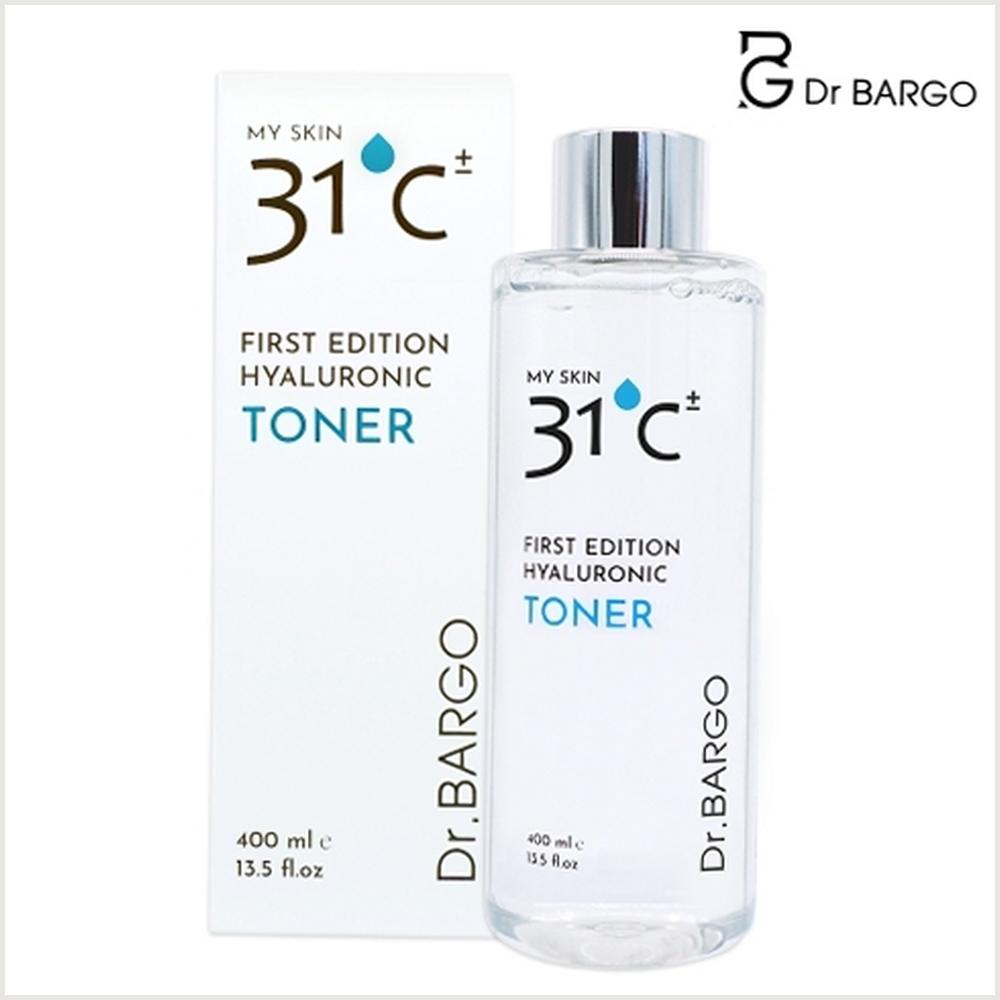 Dr BARGO
MY SKIN
31°C±
FIRST EDITION
HYALURONIC
TONER
Dr.BARGO
400 ml e
13.5 fl.oz
MY SKIN
31°C±
FIRST EDITION
HYALURONIC
TONER
Dr.BARGO
400 ml e
13.5 fl.oz